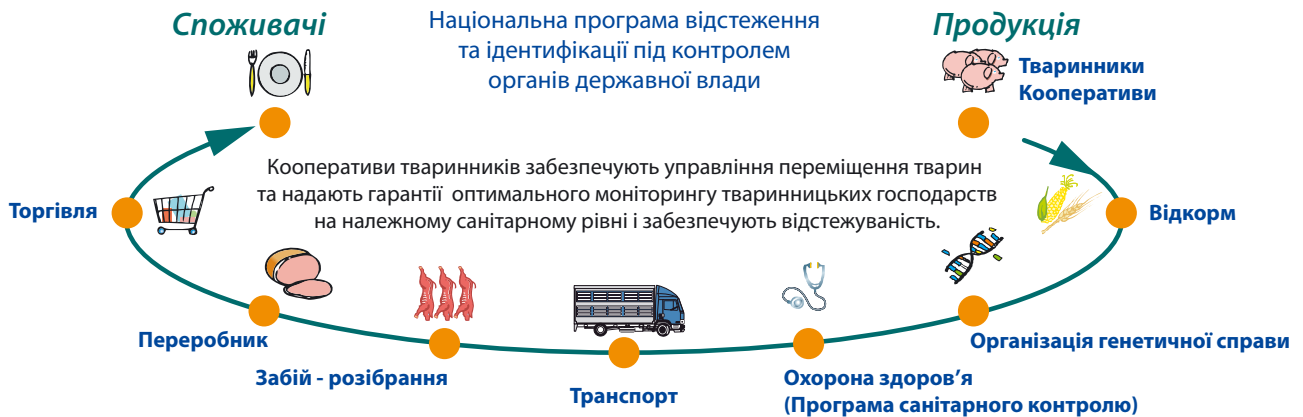 Споживачі
Національна програма відстеження
та ідентифікації під контролем
органів державної влади
Продукція
Тваринники
Кооперативи
Кооперативи тваринників забезпечують управління переміщення тварин
та надають гарантії оптимального моніторингу тваринницьких господарств
на належному санітарному рівні і забезпечують відстежуваність.
Торгівля
Відкорм
Переробник
Організація генетичної справи
Забій - розібрання
Транспорт
Охорона здоров’я
(Програма санітарного контролю)